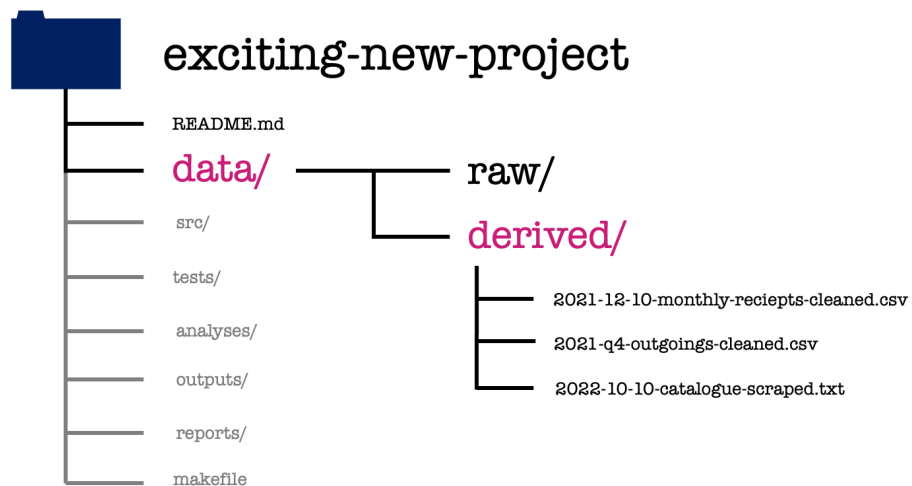 exciting-new-project
README.md
data/
raw/
derived/
src/
tests/
analyses/
outputs/
reports/
makefile
2021-12-10-monthly-reciepts-cleaned.csv
2021-q4-outgoings-cleaned.csv
2022-10-10-catalogue-scraped.txt